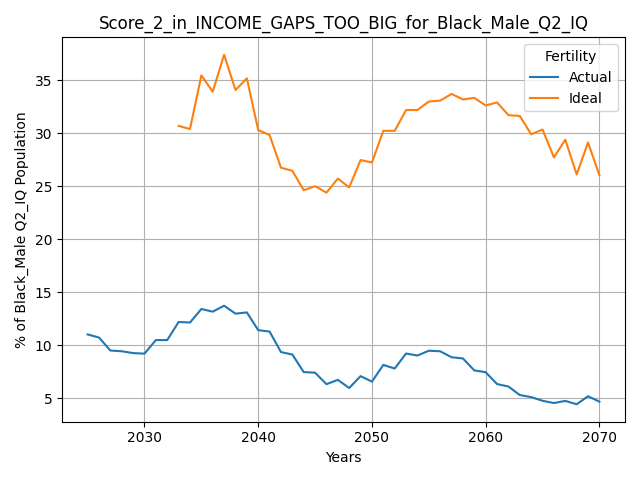 Score_2_in_INCOME_GAPS_TOO_BIG_for_Black_Male_Q2_IQ
Fertility
Actual
Ideal
% of Black_Male Q2_IQ Population
35
30
25
20
15
10
5
2030 2040 2050 2060 2070
Years